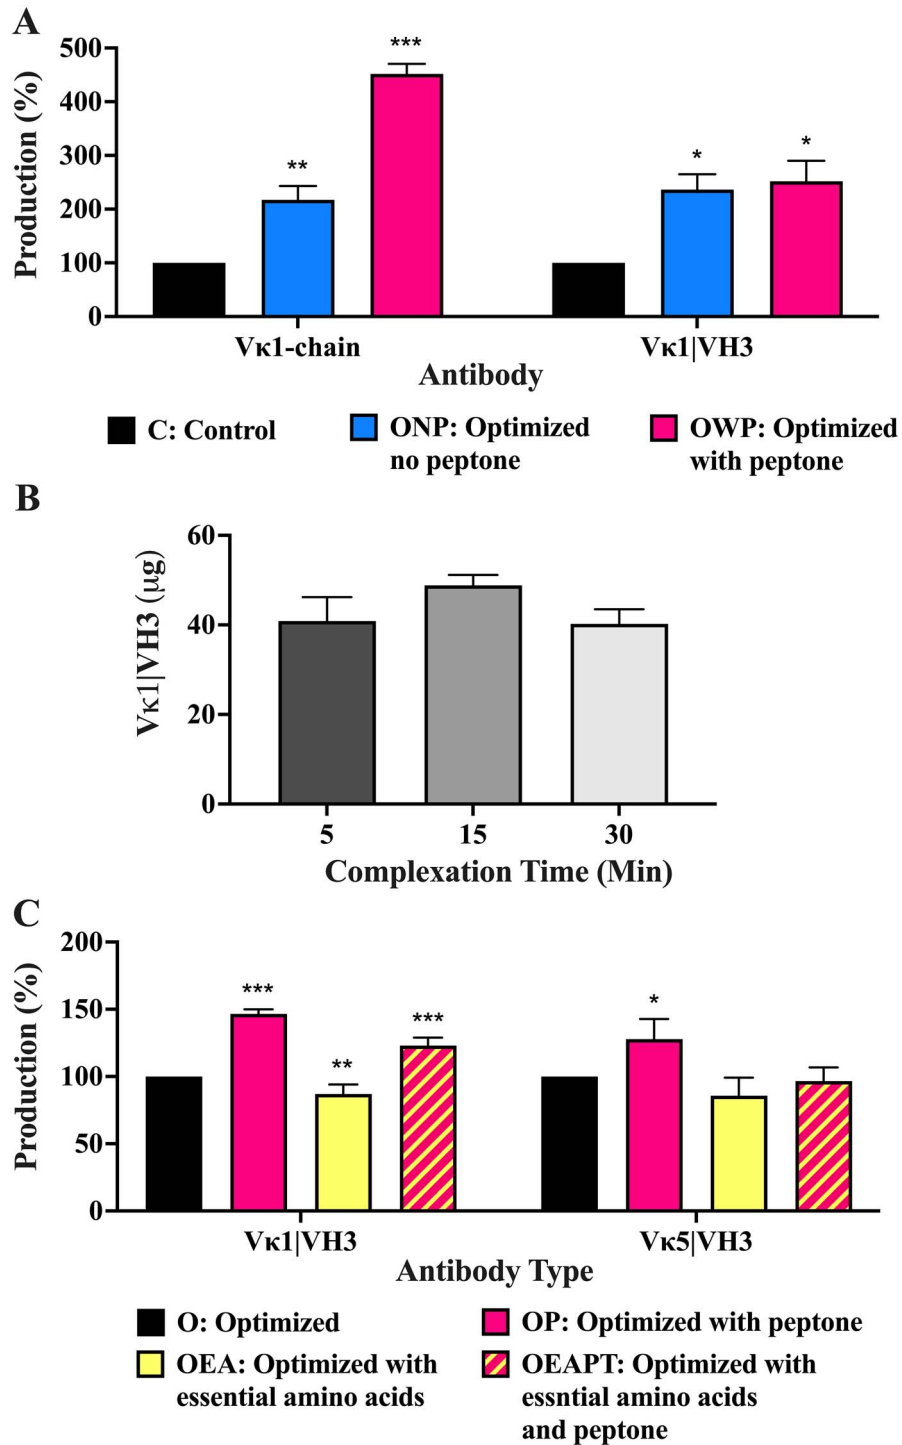 A
Production (%)
500
400
300
200
100
0
**
***
*
*
Vκ1-chain
Vκ1|VH3
Antibody
C: Control
ONP: Optimized
no peptone
OWP: Optimized
with peptone
B
Vκ1|VH3 (μg)
60
40
20
0
5
15
30
Complexation Time (Min)
C
Production (%)
200
150
100
50
0
***
**
***
*
Vκ1|VH3
Vκ5|VH3
Antibody Type
O: Optimized
OP: Optimized with peptone
OEA: Optimized with
essential amino acids
OEAPT: Optimized with
essntial amino acids
and peptone